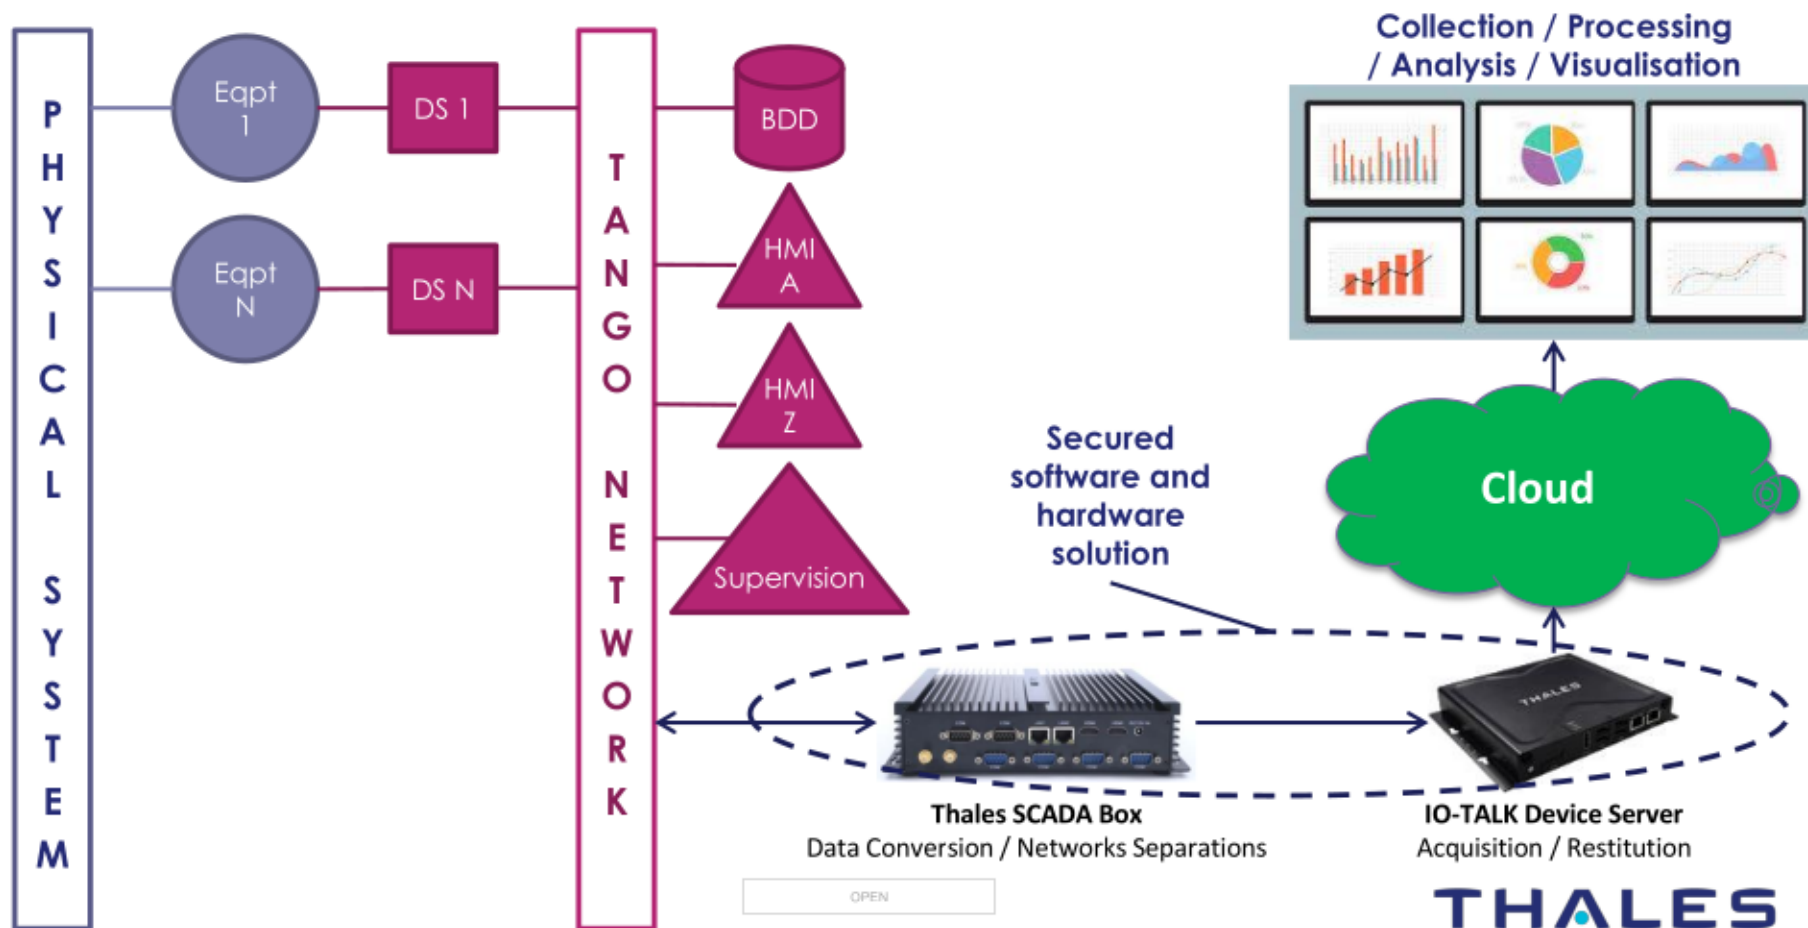 PHYSICAL SYSTEM
Eqpt
1
DS 1
Eqpt
N
DS N
TANGO NETWORK
BDD
HMI
A
HMI
Z
Supervision
Collection / Processing
/ Analysis / Visualisation
Cloud
Secured
software and
hardware
solution
THALES
Thales SCADA Box
Data Conversion / Networks Separations
IO-TALK Device Server
Acquisition / Restitution
OPEN
THALES